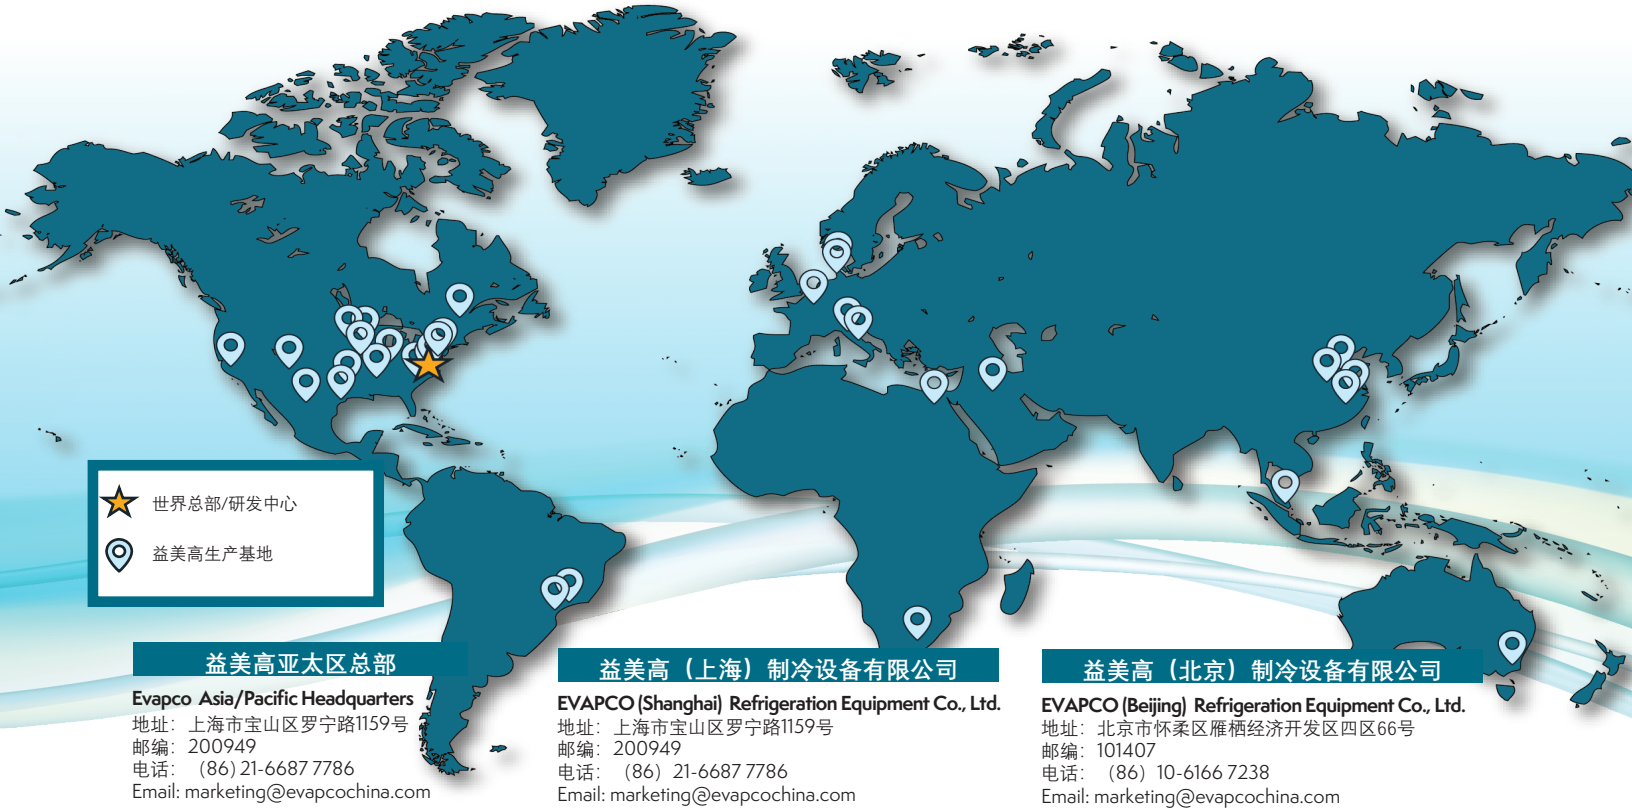 世界总部/研发中心
益美高生产基地
益美高亚太区总部
Evapco Asia/Pacific Headquarters
地址：上海市宝山区罗宁路1159号
邮编：200949
电话：（86）21-6687 7786
Email: marketing@evapcochina.com
益美高（上海）制冷设备有限公司
EVAPCO (Shanghai) Refrigeration Equipment Co., Ltd.
地址：上海市宝山区罗宁路1159号
邮编：200949
电话：（86）21-6687 7786
Email: marketing@evapcochina.com
益美高（北京）制冷设备有限公司
EVAPCO (Beijing) Refrigeration Equipment Co., Ltd.
地址：北京市怀柔区雁栖经济开发区四区66号
邮编：101407
电话：（86）10-6166 7238
Email: marketing@evapcochina.com